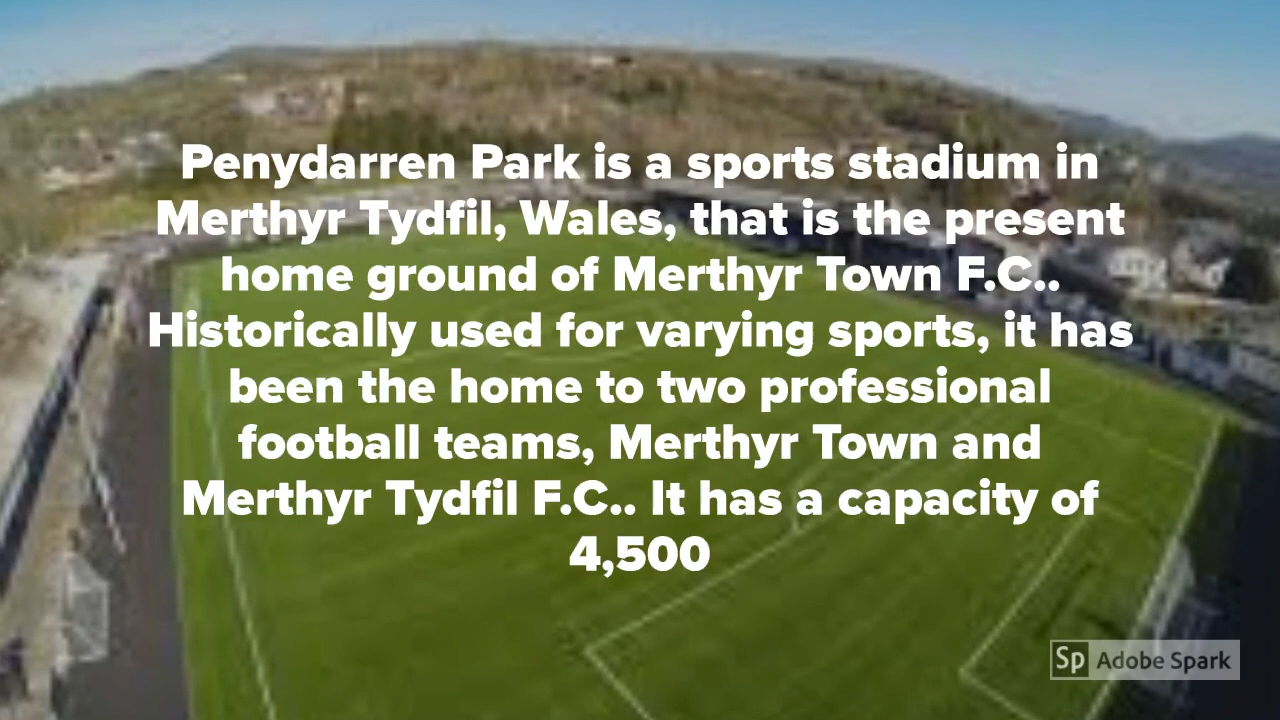 Penydarren Park is a sports stadium in
Merthyr Tydfil, Wales, that is the present
home ground of Merthyr Town F.C..
Historically used for varying sports, it has
been the home to two professional
football teams, Merthyr Town and
Merthyr Tydfil F.C.. It has a capacity of
4,500
Sp Adobe Spark